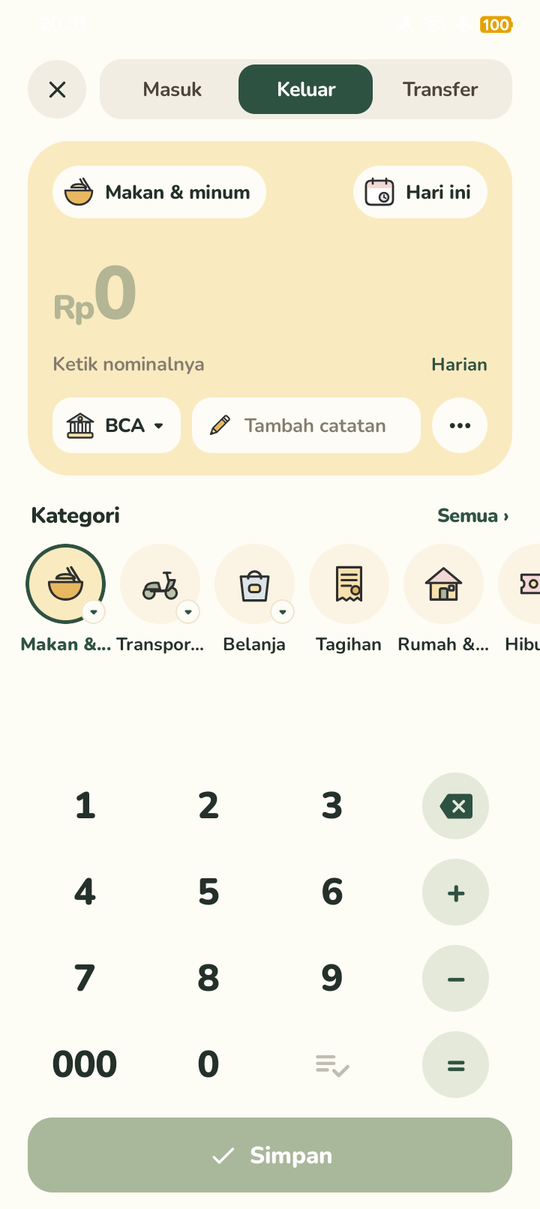 100
Masuk Keluar Transfer
Makan & minum Hari ini
Rp0
Ketik nominalnya Harian
BCA Tambah catatan
Kategori Semua ›
Makan &... Transpor... Belanja Tagihan Rumah &... Hibu
1 2 3
4 5 6 +
7 8 9 −
000 0 =
Simpan